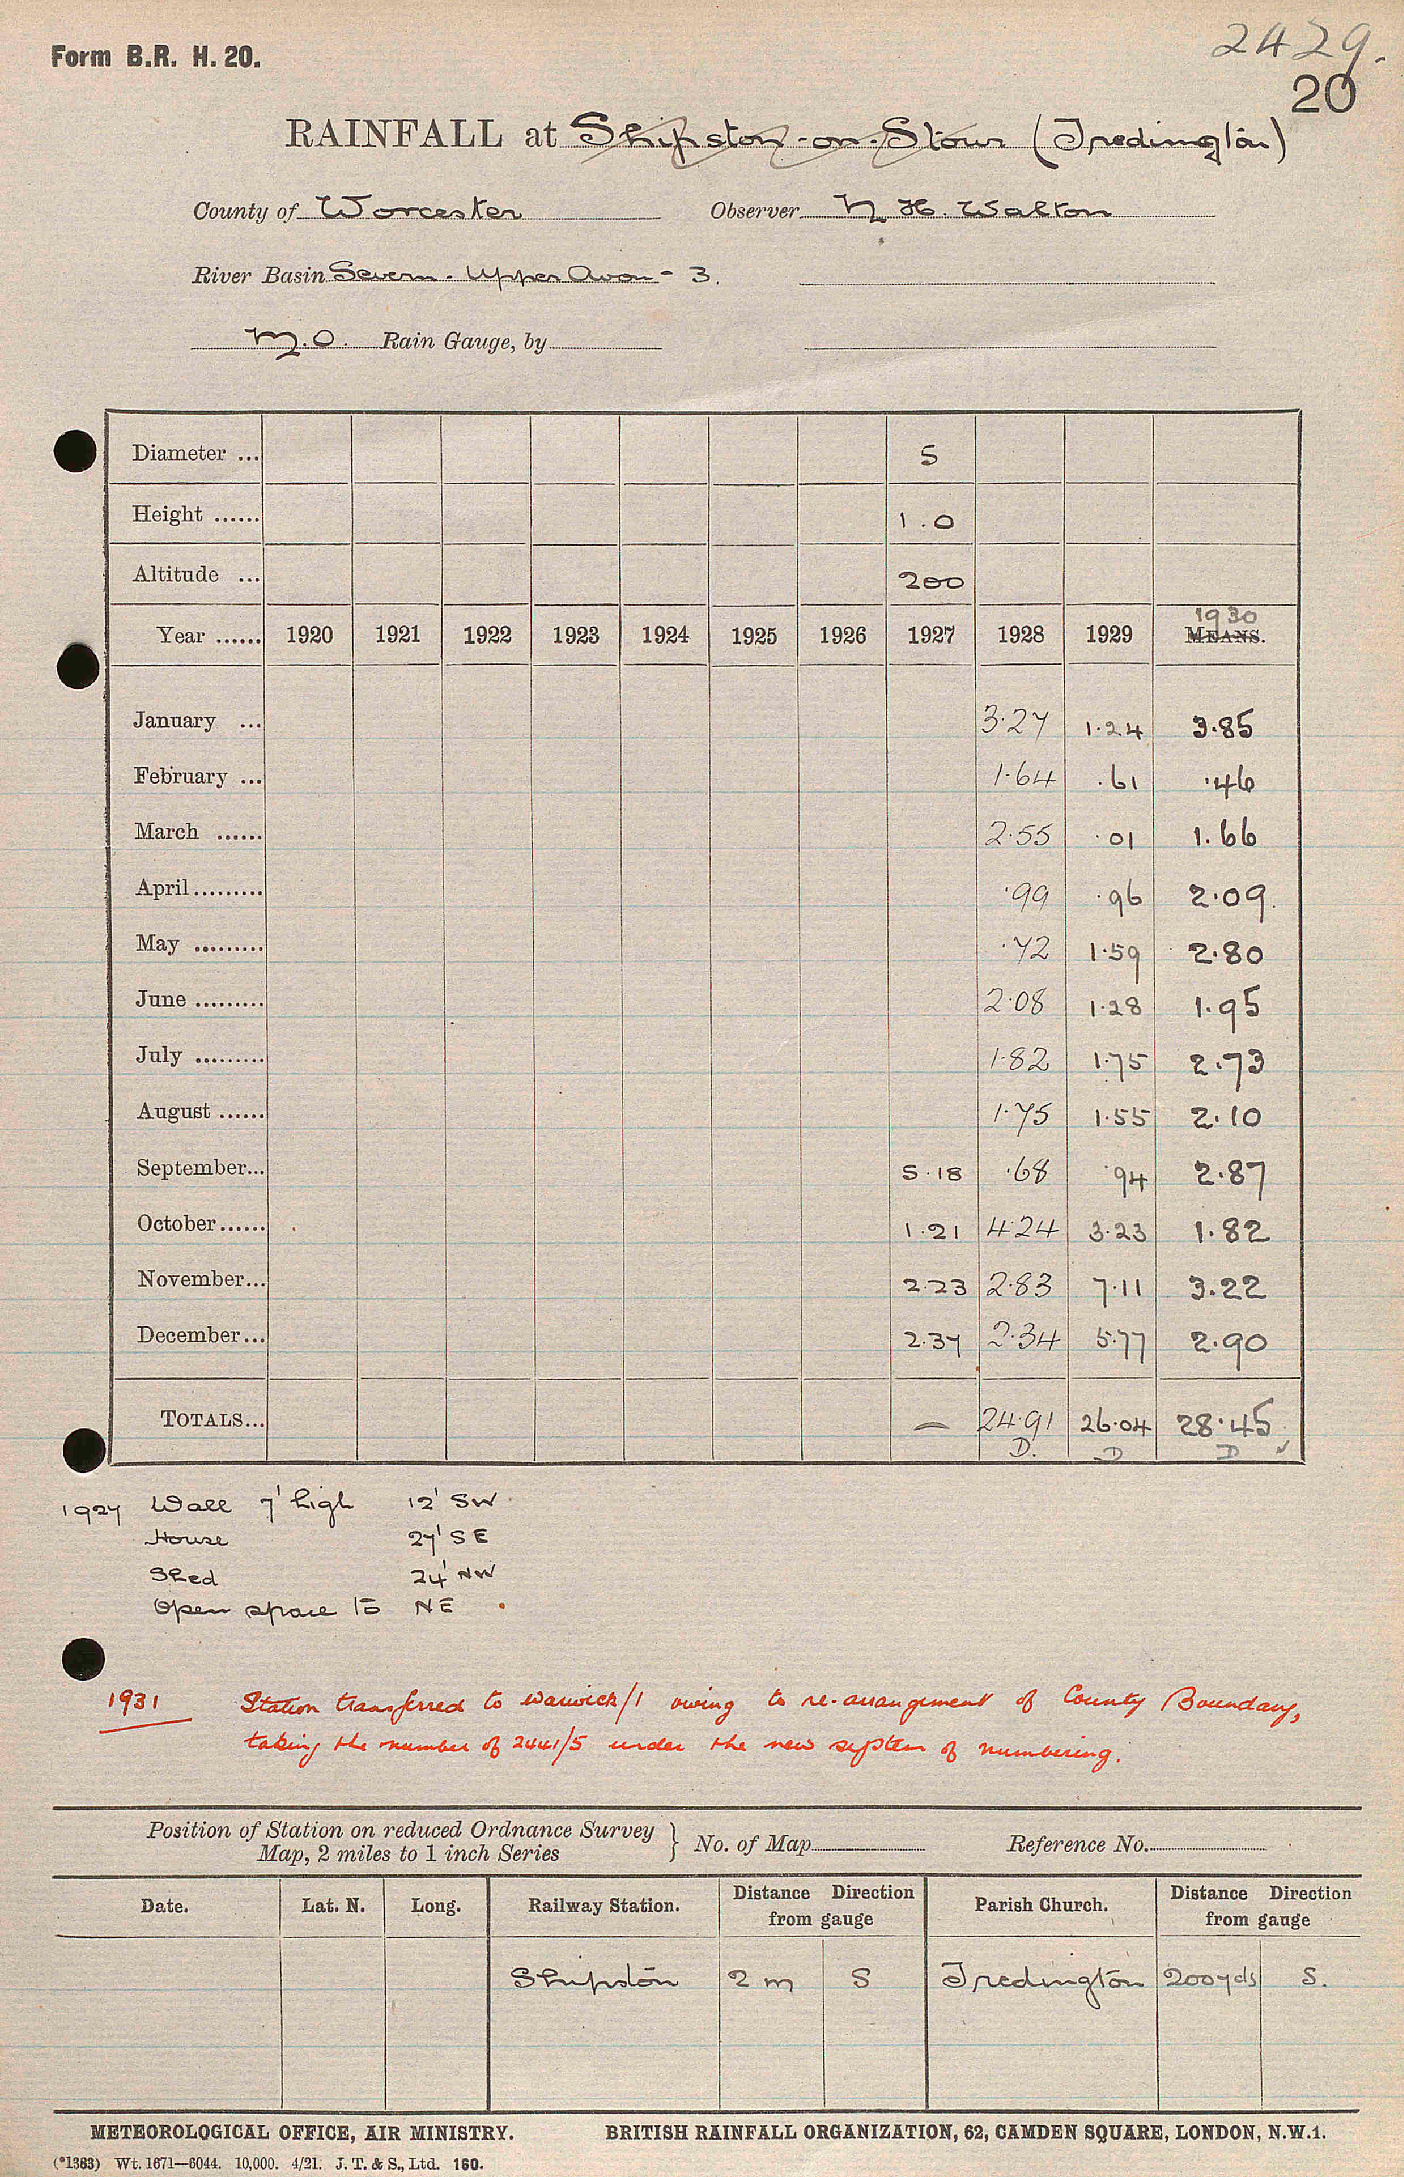 Form B.R. H. 20.
2429.
20
RAINFALL at Shipston-on-Stour (Tredington)
County of Worcester Observer N. H. Walton
River Basin Severn - Upper Avon - 3.
M.O. Rain Gauge, by
Diameter ... 5
Height ...... 1.0
Altitude ... 200
1930
Year ...... 1920 1921 1922 1923 1924 1925 1926 1927 1928 1929 MEANS.
January ... 3.27 1.24 3.85
February ... 1.64 .61 .46
March ...... 2.55 .01 1.66
April......... .99 .96 2.09
May ......... .72 1.59 2.80
June ......... 2.08 1.28 1.95
July ......... 1.82 1.75 2.73
August ...... 1.75 1.55 2.10
September... 5.18 .68 .94 2.87
October...... 1.21 4.24 3.23 1.82
November... 2.23 2.83 7.11 3.22
December... 2.37 2.34 5.77 2.90
TOTALS... — 24.91 26.04 28.45
D. D D ✓
1927 Wall 7' high 12' SW
House 27' SE
Shed 24' NW
Open space to NE
1931 Station transferred to Warwick/1 owing to re-arrangement of County Boundary,
taking the number of 2441/5 under the new system of numbering.
Position of Station on reduced Ordnance Survey
Map, 2 miles to 1 inch Series } No. of Map Reference No.
Date. Lat. N. Long. Railway Station. Distance Direction from gauge Parish Church. Distance Direction from gauge
Shipston 2 m S Tredington 200 yds S.
METEOROLOGICAL OFFICE, AIR MINISTRY. BRITISH RAINFALL ORGANIZATION, 62, CAMDEN SQUARE, LONDON, N.W.1.
(*1383) Wt. 1671—6044. 10,000. 4/21. J. T. & S., Ltd. 160.